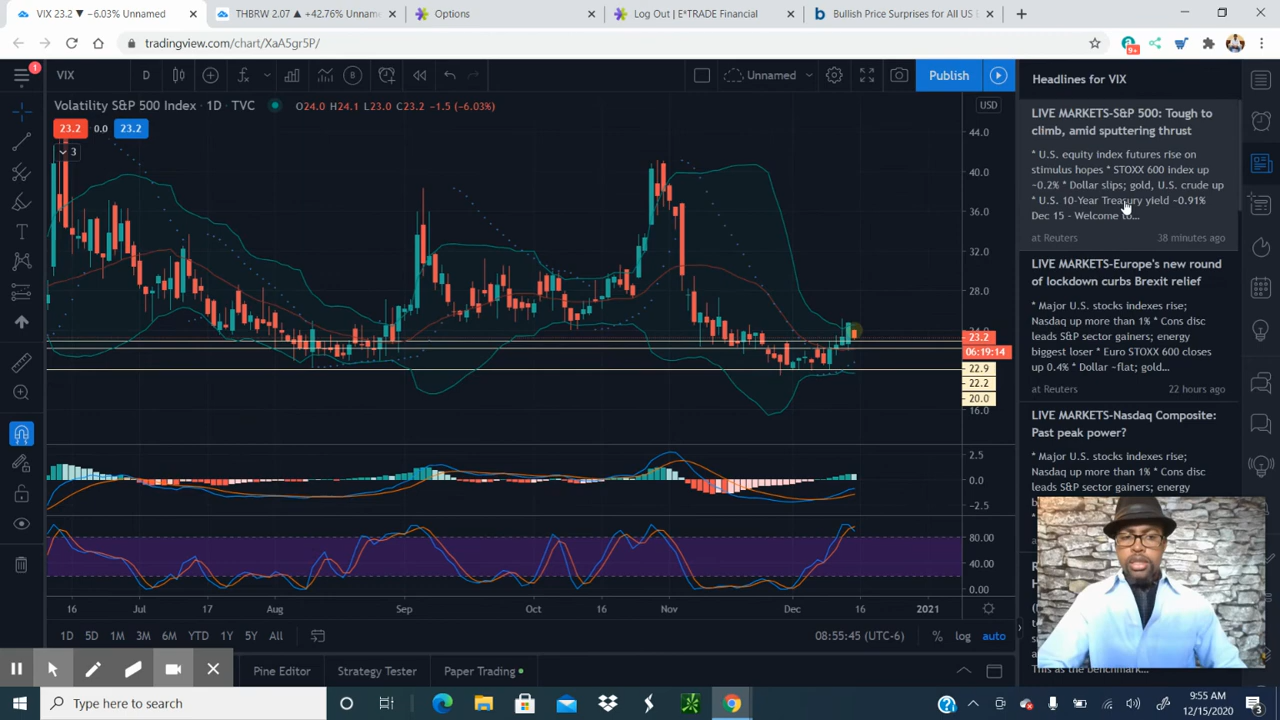 VIX 23.2 ▼ −6.03% Unnamed
THBRW 2.07 ▲ +42.76% Unname
Options
Log Out | E*TRADE Financial
Bullish Price Surprises for All US
tradingview.com/chart/XaA5gr5P/
9+
1
VIX
D
B
Unnamed
Publish
Volatility S&P 500 Index · 1D · TVC
O24.0 H24.1 L23.0 C23.2 −1.5 (−6.03%)
USD
23.2
0.0
23.2
3
44.0
40.0
36.0
32.0
28.0
24.0
23.2
06:19:14
22.9
22.2
20.0
16.0
2.5
0.0
−2.5
80.00
40.00
0.00
16
Jul
17
Aug
Sep
Oct
16
Nov
Dec
16
2021
1D
5D
1M
3M
6M
YTD
1Y
5Y
All
08:55:45 (UTC-6)
%
log
auto
Pine Editor
Strategy Tester
Paper Trading
Headlines for VIX
LIVE MARKETS-S&P 500: Tough to
climb, amid sputtering thrust
* U.S. equity index futures rise on
stimulus hopes * STOXX 600 index up
~0.2% * Dollar slips; gold, U.S. crude up
* U.S. 10-Year Treasury yield ~0.91%
Dec 15 - Welcome to...
at Reuters
38 minutes ago
LIVE MARKETS-Europe's new round
of lockdown curbs Brexit relief
* Major U.S. stocks indexes rise;
Nasdaq up more than 1% * Cons disc
leads S&P sector gainers; energy
biggest loser * Euro STOXX 600 closes
up 0.4% * Dollar ~flat; gold...
at Reuters
22 hours ago
LIVE MARKETS-Nasdaq Composite:
Past peak power?
* Major U.S. stocks indexes rise;
Nasdaq up more than 1% * Cons disc
leads S&P sector gainers; energy
Type here to search
9:55 AM
12/15/2020
3